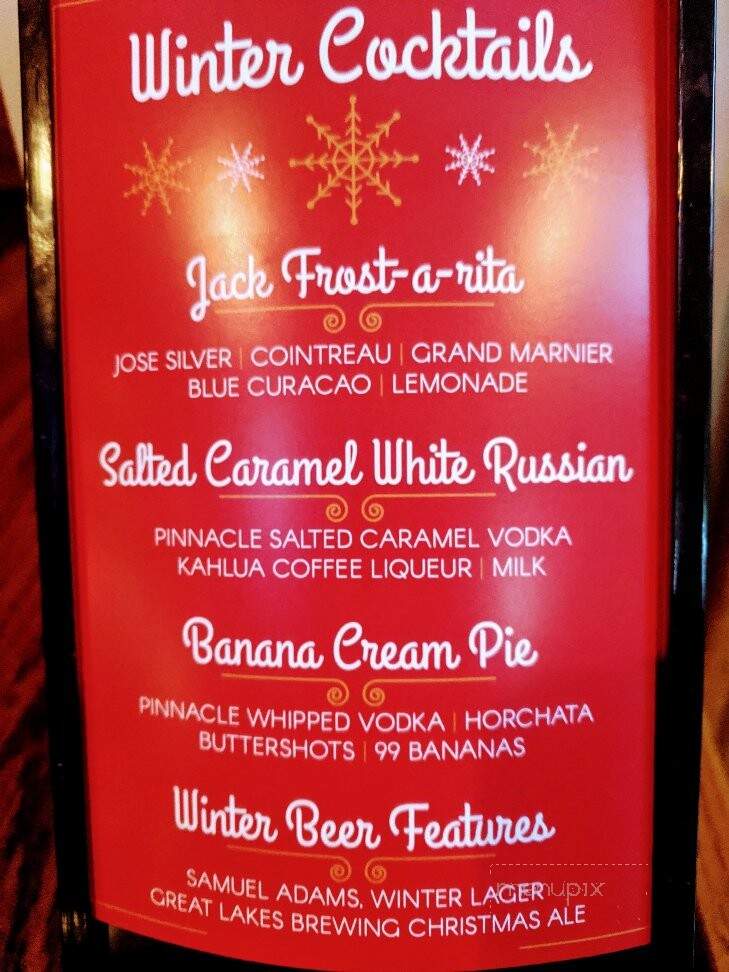 Winter Cocktails
Jack Frost-a-rita
JOSE SILVER | COINTREAU | GRAND MARNIER
BLUE CURACAO | LEMONADE
Salted Caramel White Russian
PINNACLE SALTED CARAMEL VODKA
KAHLUA COFFEE LIQUEUR | MILK
Banana Cream Pie
PINNACLE WHIPPED VODKA | HORCHATA
BUTTERSHOTS | 99 BANANAS
Winter Beer Features
SAMUEL ADAMS, WINTER LAGER
GREAT LAKES BREWING CHRISTMAS ALE
menupix